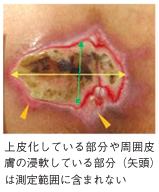 上皮化している部分や周囲皮
膚の浸軟している部分（矢頭）
は測定範囲に含まれない